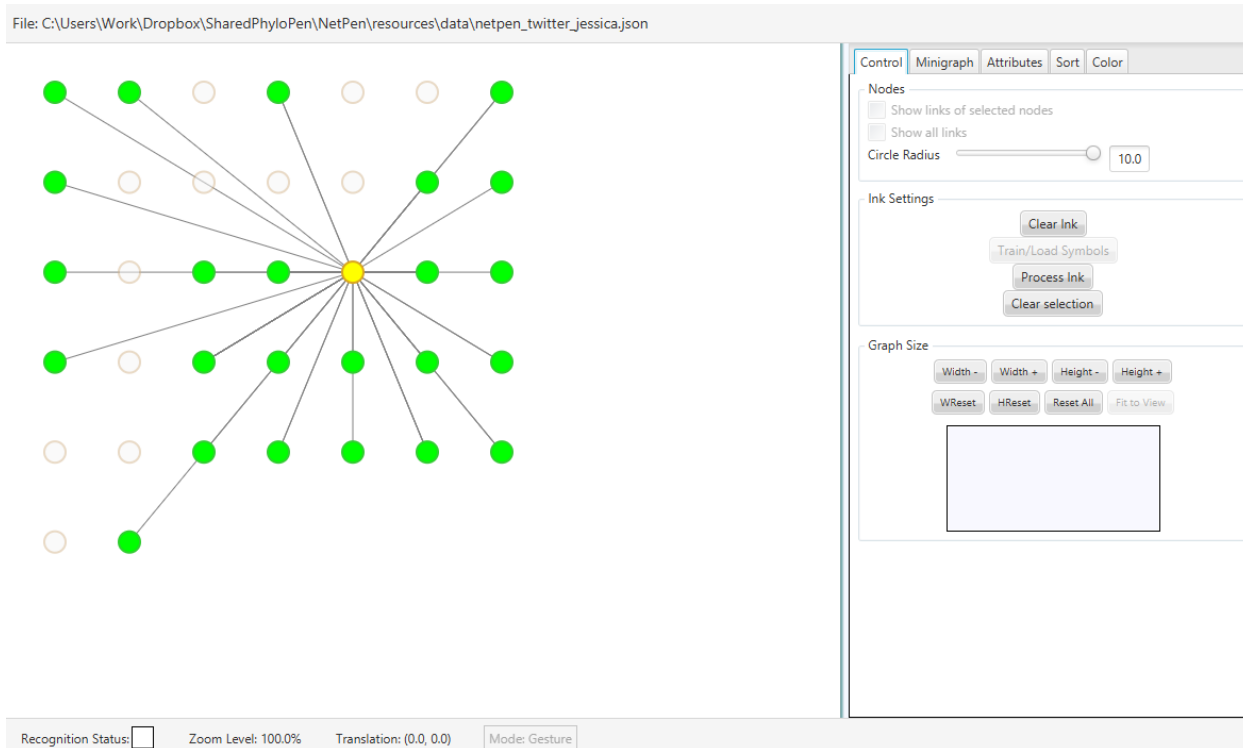 File: C:\Users\Work\Dropbox\SharedPhyloPen\NetPen\resources\data\netpen_twitter_jessica.json
Control Minigraph Attributes Sort Color
Nodes
Show links of selected nodes
Show all links
Circle Radius 10.0
Ink Settings
Clear Ink
Train/Load Symbols
Process Ink
Clear selection
Graph Size
Width - Width + Height - Height +
WReset HReset Reset All Fit to View
Recognition Status: Zoom Level: 100.0% Translation: (0.0, 0.0) Mode: Gesture